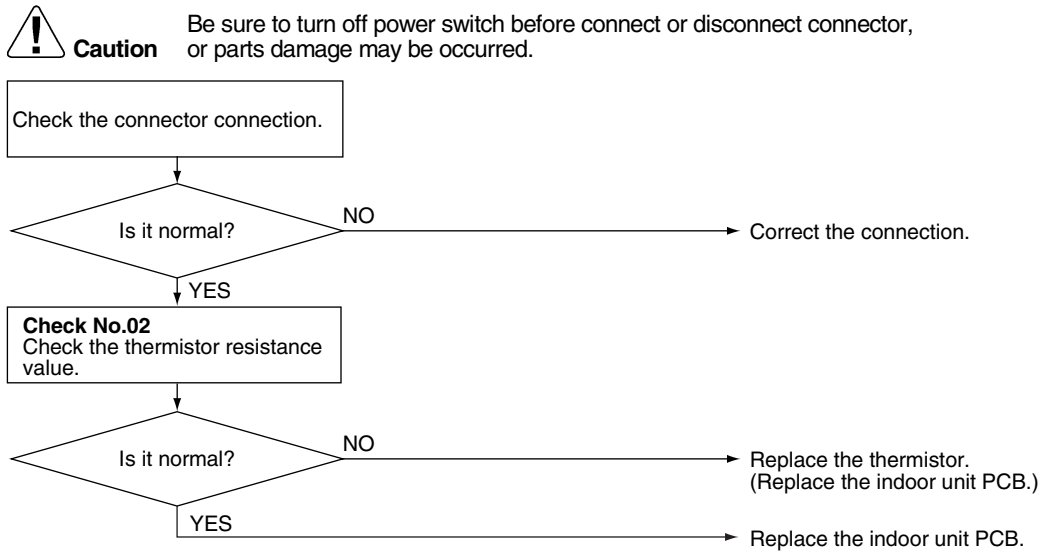 Be sure to turn off power switch before connect or disconnect connector,
Caution or parts damage may be occurred.
Check the connector connection.
Is it normal?
NO
Correct the connection.
YES
Check No.02
Check the thermistor resistance
value.
Is it normal?
NO
Replace the thermistor.
(Replace the indoor unit PCB.)
YES
Replace the indoor unit PCB.